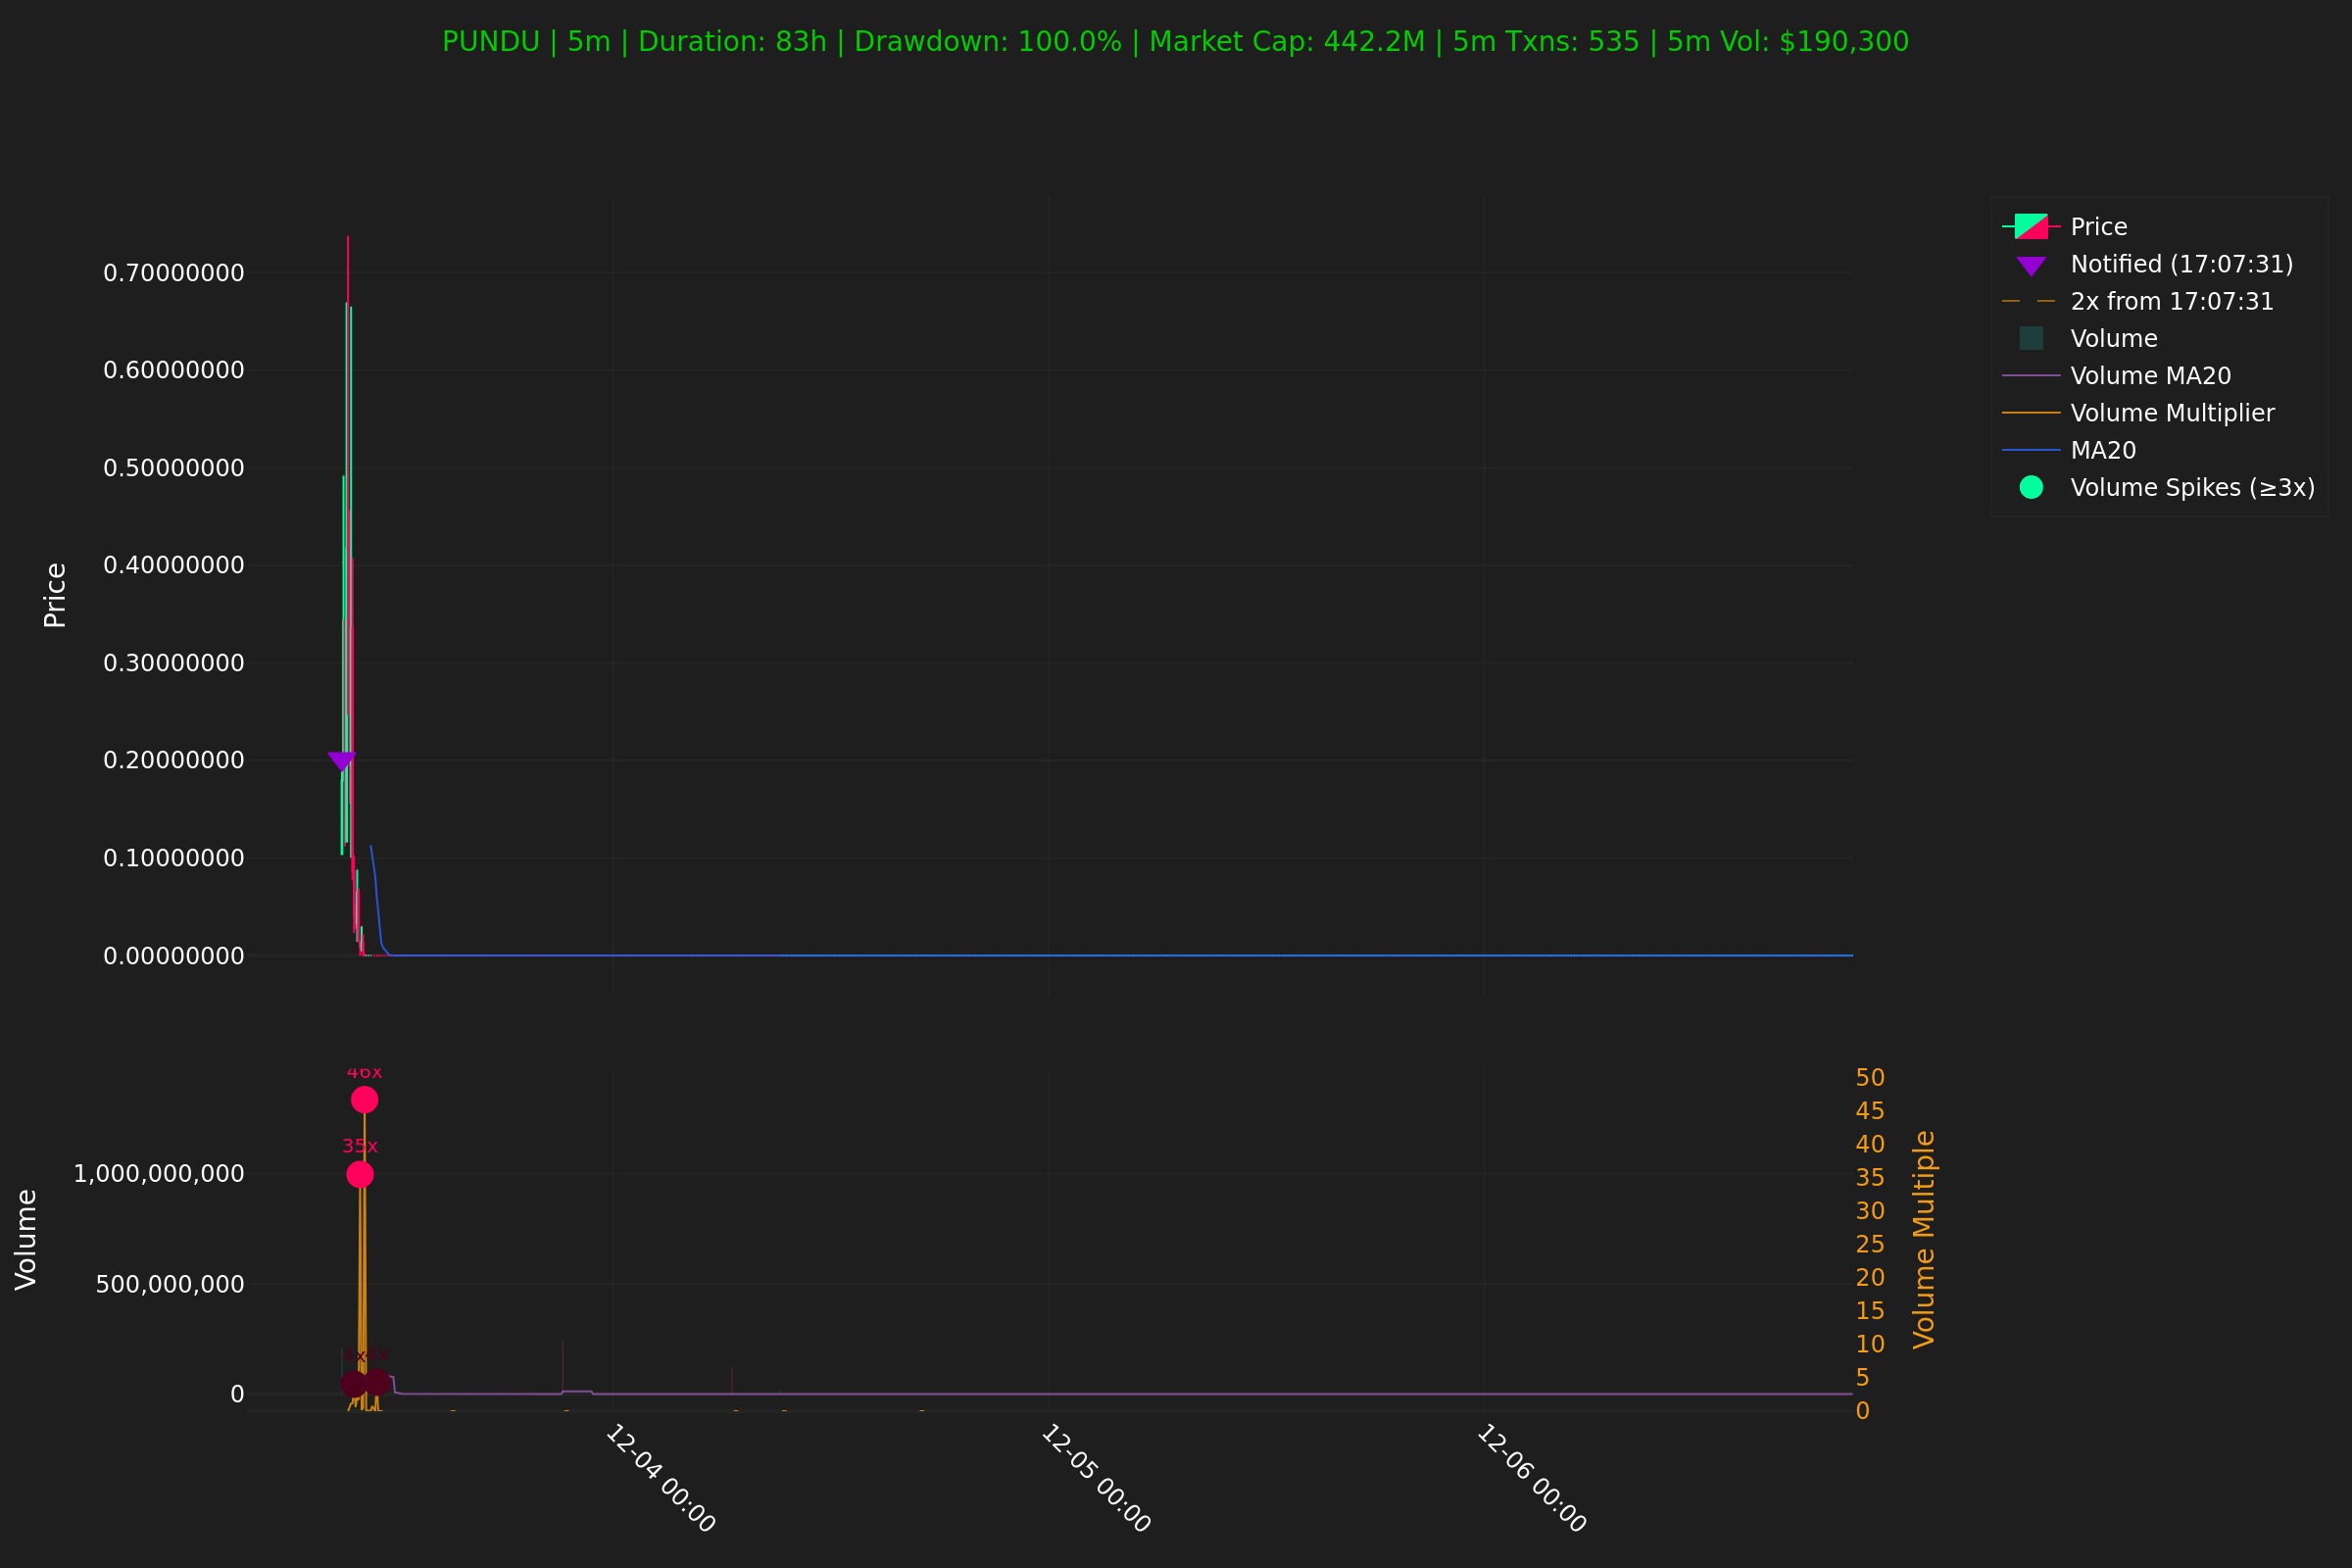 PUNDU | 5m | Duration: 83h | Drawdown: 100.0% | Market Cap: 442.2M | 5m Txns: 535 | 5m Vol: $190,300
Price
0.70000000
0.60000000
0.50000000
0.40000000
0.30000000
0.20000000
0.10000000
0.00000000
Price
Notified (17:07:31)
2x from 17:07:31
Volume
Volume MA20
Volume Multiplier
MA20
Volume Spikes (≥3x)
Volume
1,000,000,000
500,000,000
0
46x
35x
50
45
40
35
30
25
20
15
10
5
0
Volume Multiple
12-04 00:00
12-05 00:00
12-06 00:00